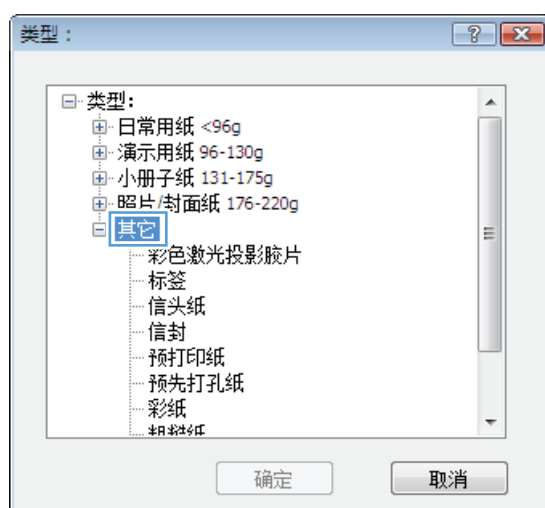 类型：
类型:
日常用纸 <96g
演示用纸 96-130g
小册子纸 131-175g
照片/封面纸 176-220g
其它
彩色激光投影胶片
标签
信头纸
信封
预打印纸
预先打孔纸
彩纸
粗糙纸
确定 取消